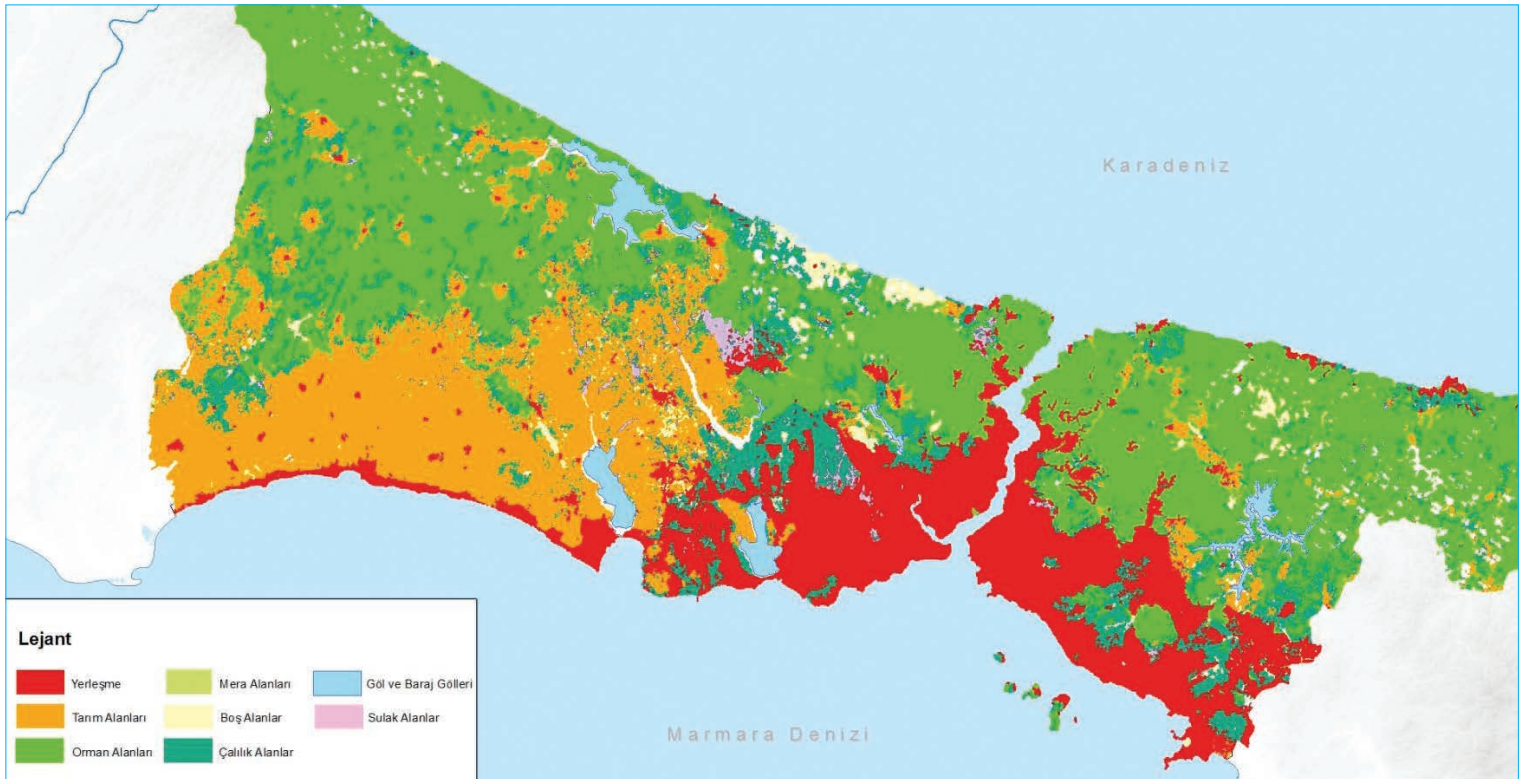 Karadeniz
Marmara Denizi
Lejant
Yerleşme
Mera Alanları
Göl ve Baraj Gölleri
Tarım Alanları
Boş Alanlar
Sulak Alanlar
Orman Alanları
Çalılık Alanlar